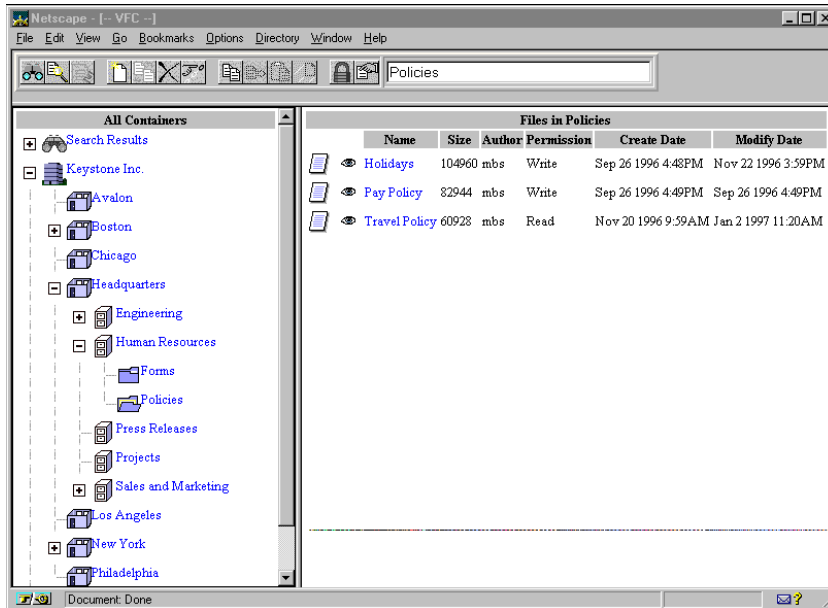 Netscape - [-- VFC --]
File Edit View Go Bookmarks Options Directory Window Help
Policies
All Containers
Search Results
Keystone Inc.
Avalon
Boston
Chicago
Headquarters
Engineering
Human Resources
Forms
Policies
Press Releases
Projects
Sales and Marketing
Los Angeles
New York
Philadelphia
Files in Policies
Name Size Author Permission Create Date Modify Date
Holidays 104960 mbs Write Sep 26 1996 4:48PM Nov 22 1996 3:59PM
Pay Policy 82944 mbs Write Sep 26 1996 4:49PM Sep 26 1996 4:49PM
Travel Policy 60928 mbs Read Nov 20 1996 9:59AM Jan 2 1997 11:20AM
Document: Done